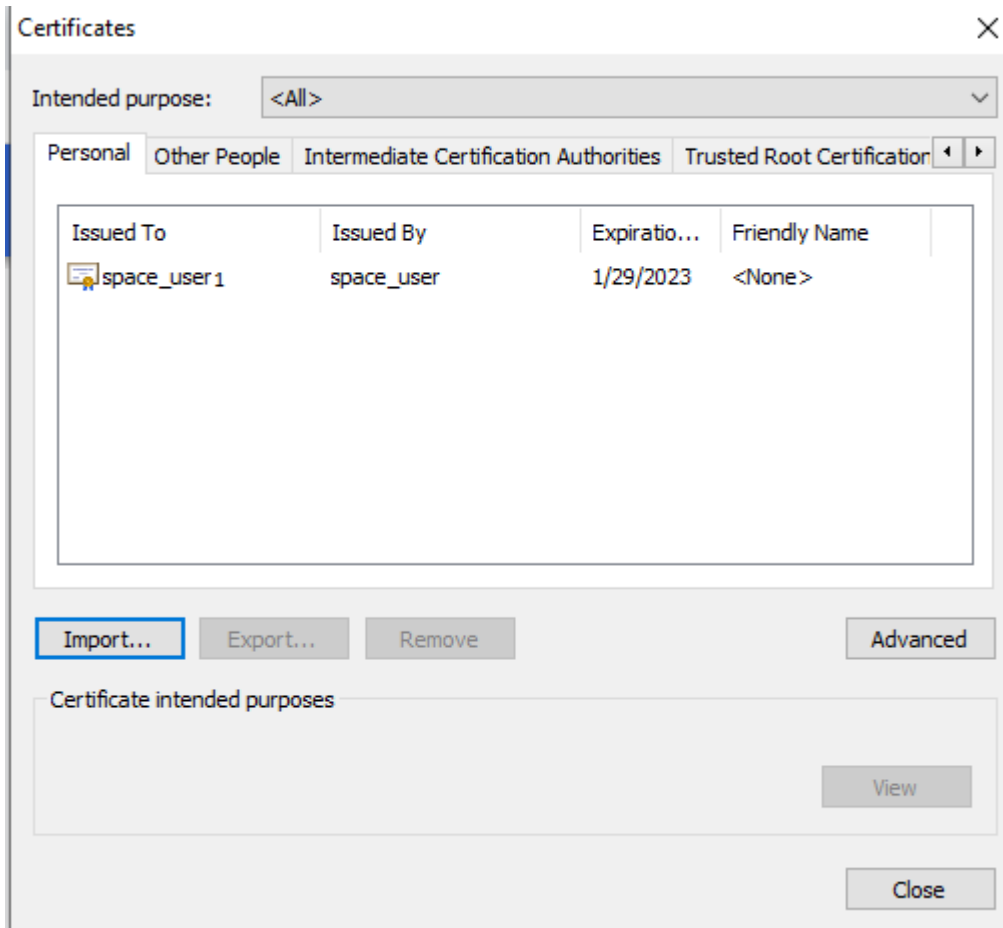 Certificates
Intended purpose: <All>
Personal Other People Intermediate Certification Authorities Trusted Root Certification
Issued To Issued By Expiratio... Friendly Name
space_user1 space_user 1/29/2023 <None>
Import... Export... Remove Advanced
Certificate intended purposes
View
Close